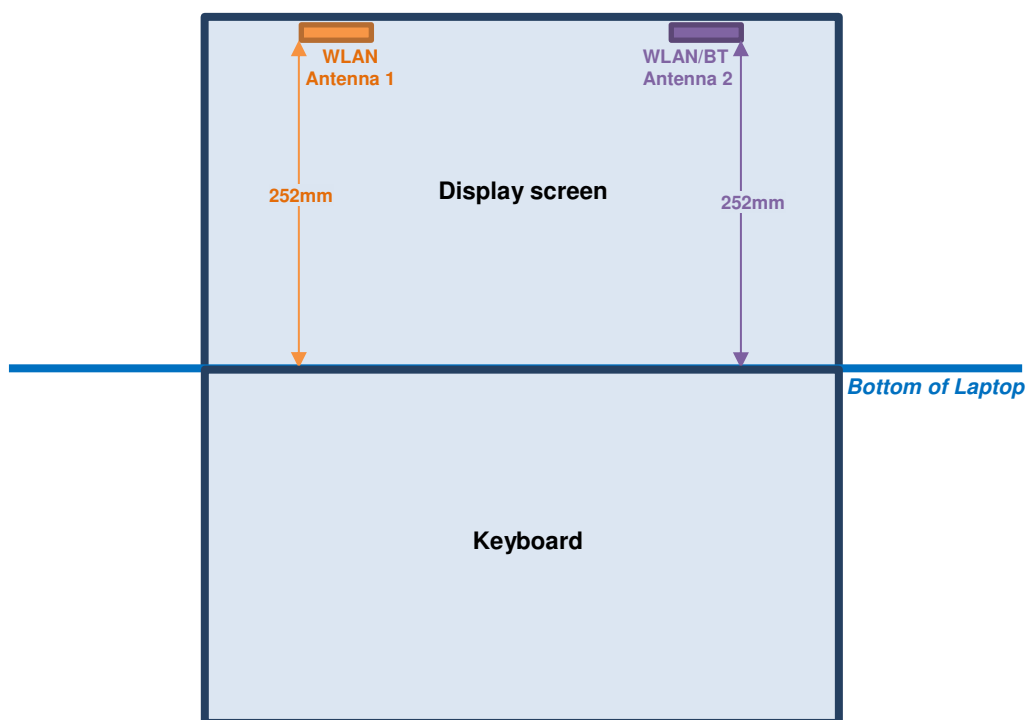 WLAN
Antenna 1
WLAN/BT
Antenna 2
252mm
Display screen
252mm
Bottom of Laptop
Keyboard